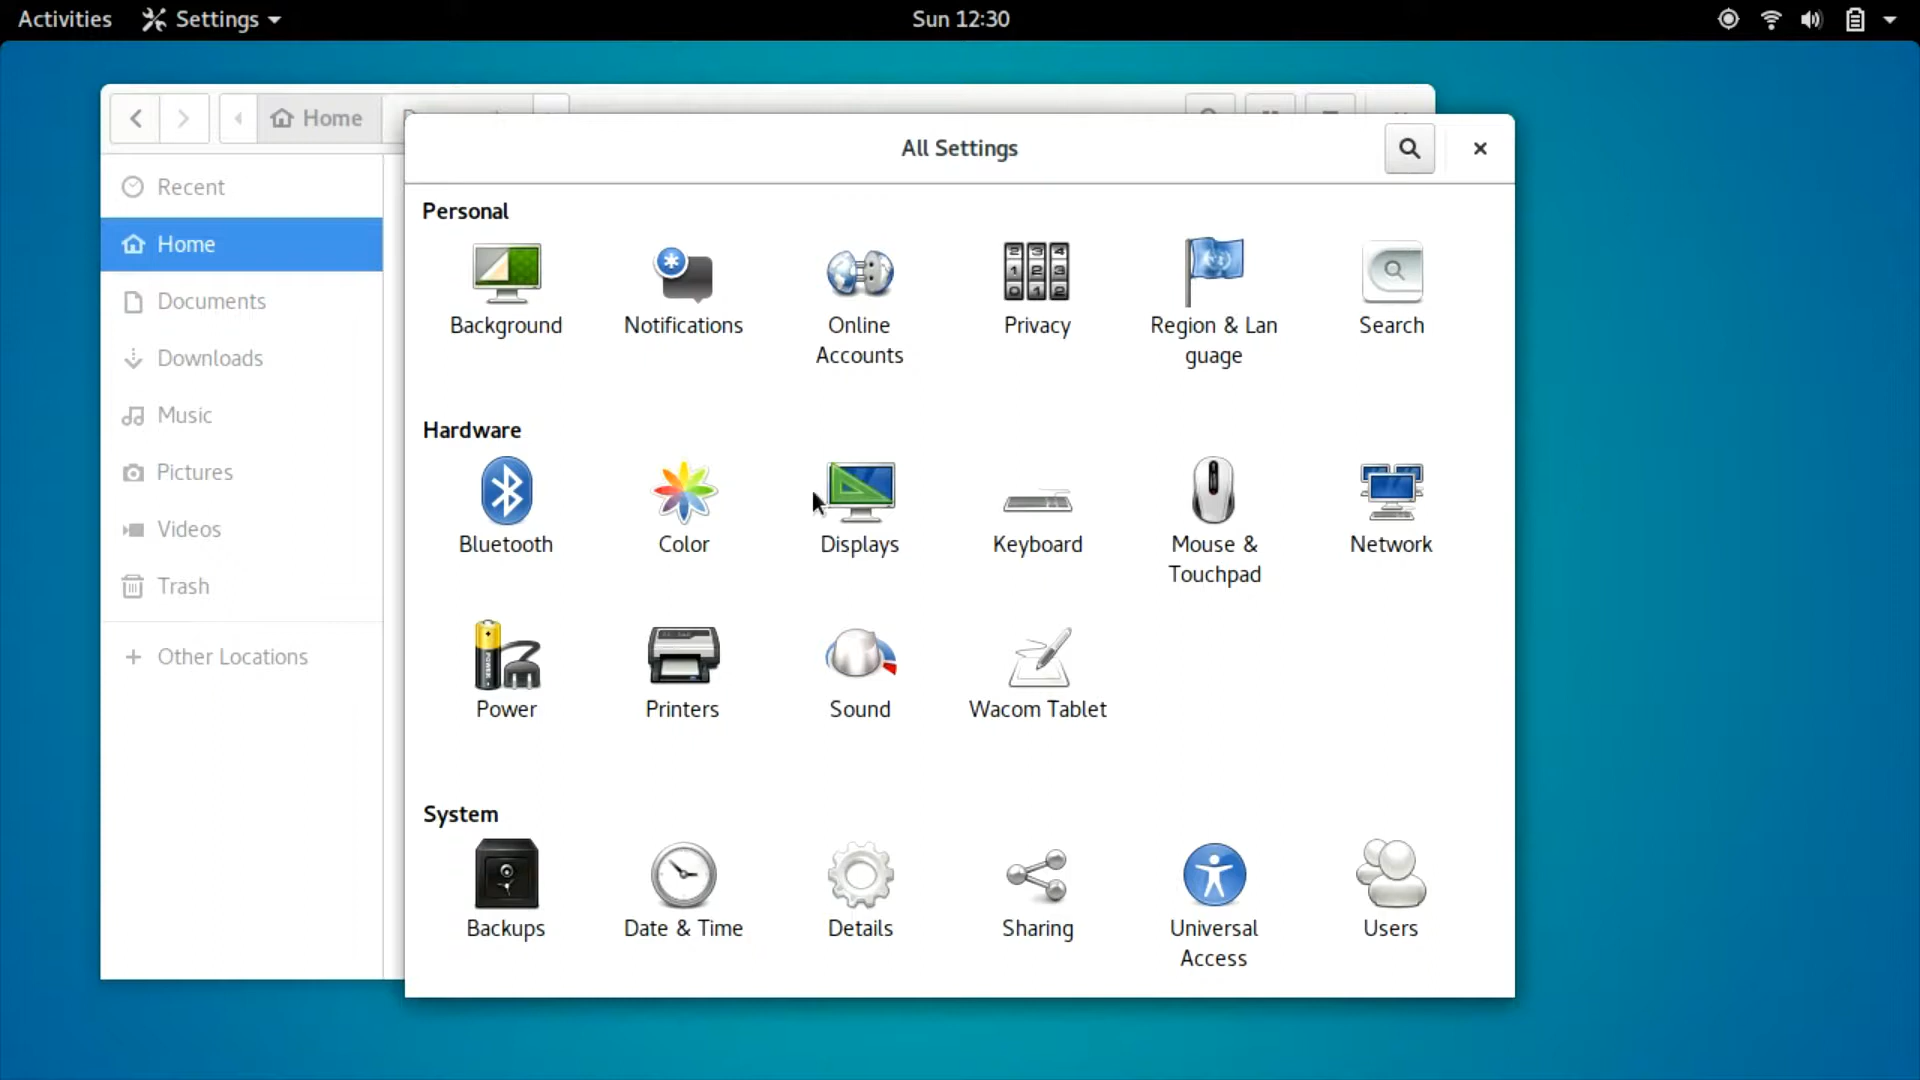 Activities
Settings
Sun 12:30
Home
All Settings
Recent
Home
Documents
Downloads
Music
Pictures
Videos
Trash
Other Locations
Personal
Background
Notifications
Online
Accounts
Privacy
Region & Lan
guage
Search
Hardware
Bluetooth
Color
Displays
Keyboard
Mouse &
Touchpad
Network
Power
Printers
Sound
Wacom Tablet
System
Backups
Date & Time
Details
Sharing
Universal
Access
Users